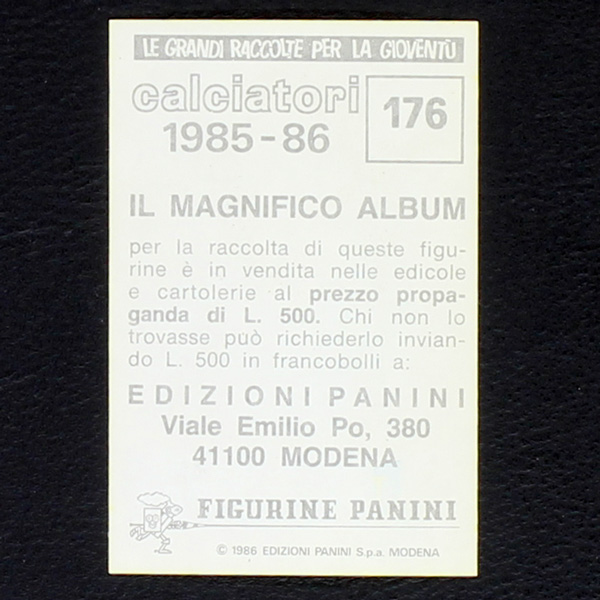 LE GRANDI RACCOLTE PER LA GIOVENTÙ
calciatori
1985-86
176
IL MAGNIFICO ALBUM
per la raccolta di queste figu-
rine è in vendita nelle edicole
e cartolerie al prezzo propa-
ganda di L. 500. Chi non lo
trovasse può richiederlo invian-
do L. 500 in francobolli a:
EDIZIONI PANINI
Viale Emilio Po, 380
41100 MODENA
FIGURINE PANINI
© 1986 EDIZIONI PANINI S.p.a. MODENA